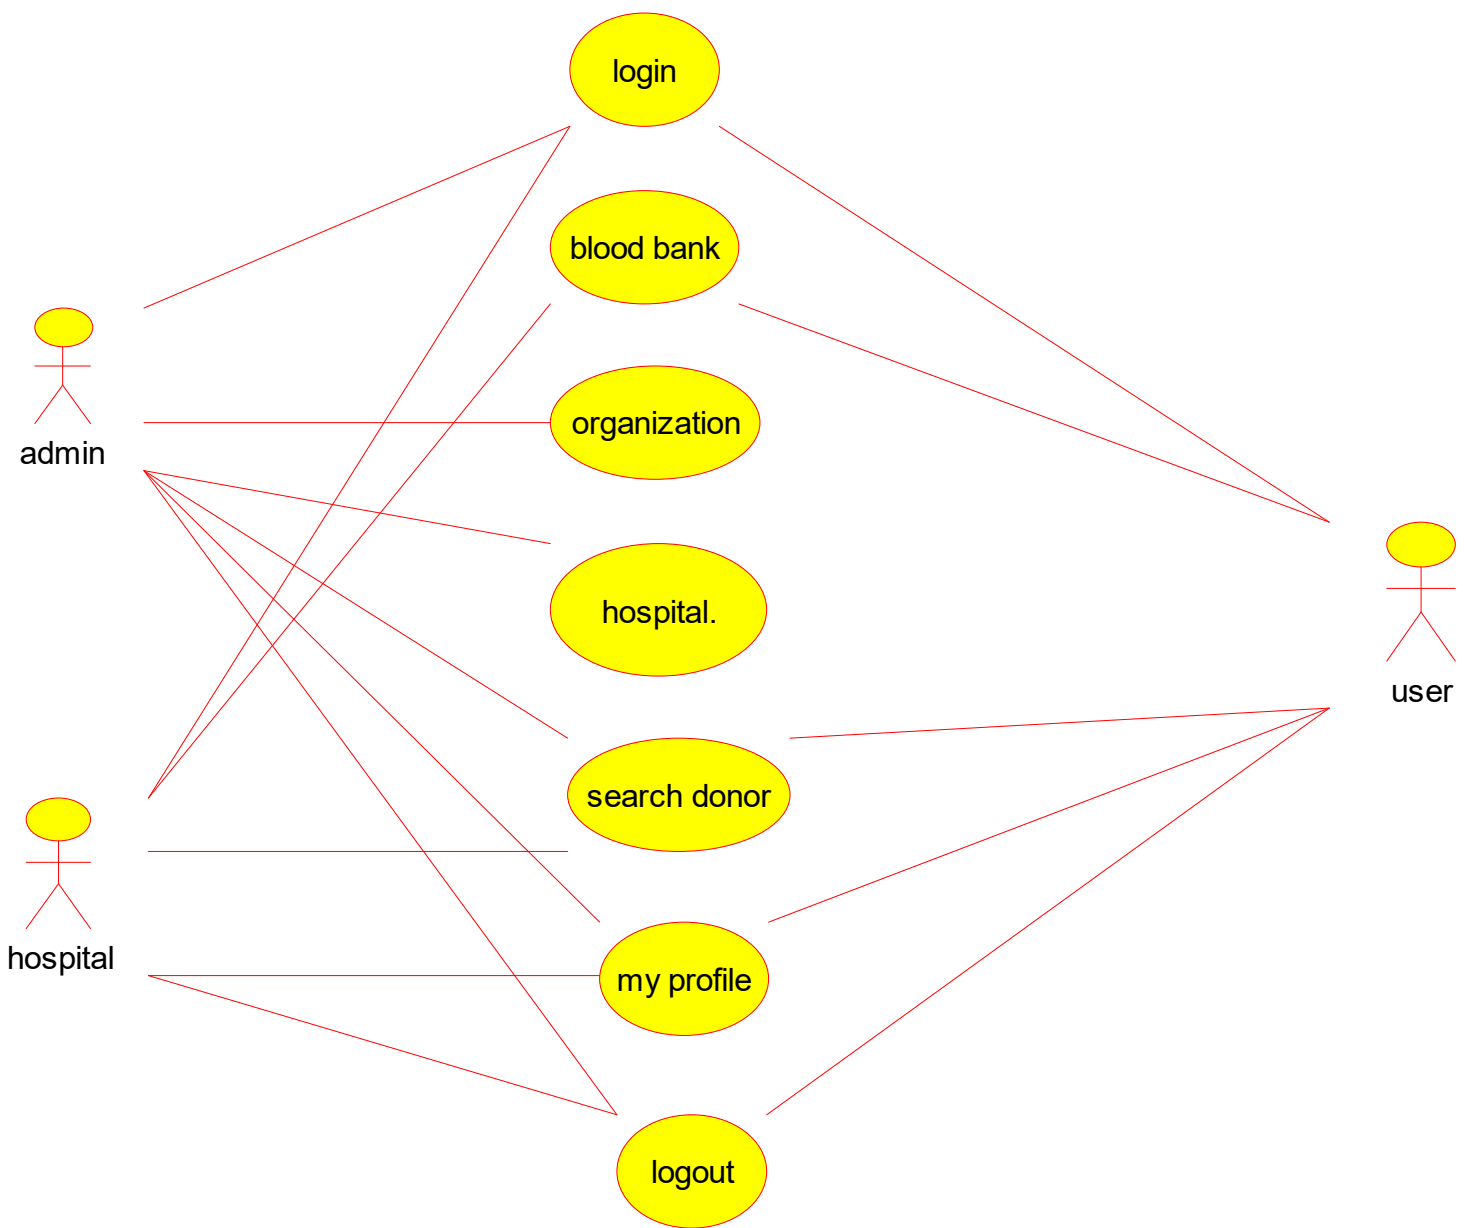 login
blood bank
organization
admin
hospital.
user
search donor
hospital
my profile
logout